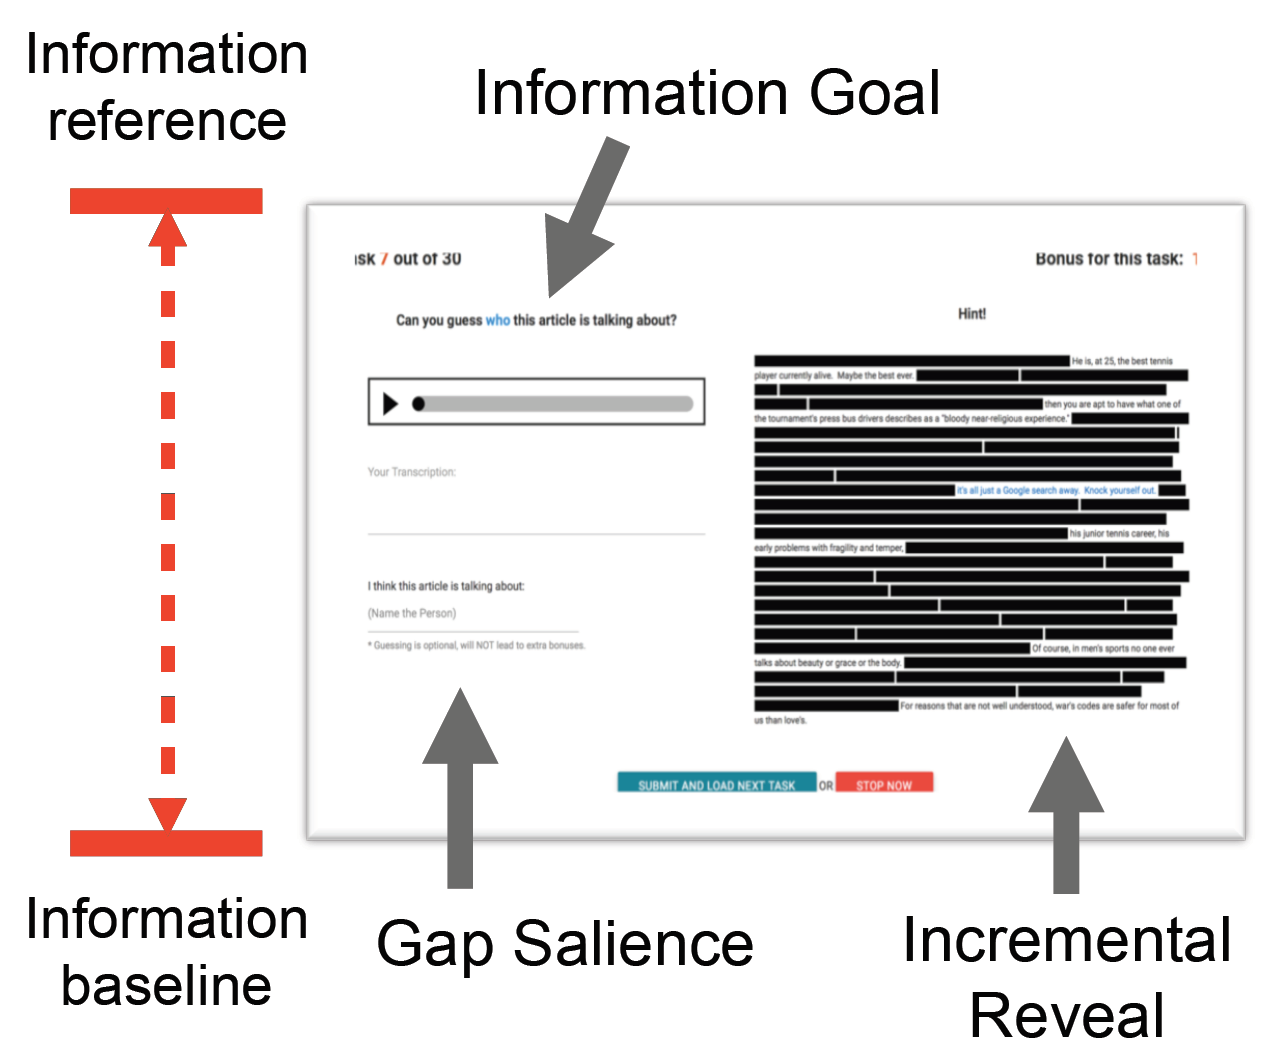 Information
reference
Information Goal
ask 7 out of 30
Bonus for this task: 1
Can you guess who this article is talking about?
Hint!
He is, at 25, the best tennis
player currently alive. Maybe the best ever.
then you are apt to have what one of
the tournament's press bus drivers describes as a "bloody near-religious experience."
Your Transcription:
it's all just a Google search away. Knock yourself out.
his junior tennis career, his
early problems with fragility and temper,
I think this article is talking about:
(Name the Person)
* Guessing is optional, will NOT lead to extra bonuses.
Of course, in men's sports no one ever
talks about beauty or grace or the body.
For reasons that are not well understood, war's codes are safer for most of
us than love's.
SUBMIT AND LOAD NEXT TASK OR STOP NOW
Information
baseline
Gap Salience
Incremental
Reveal